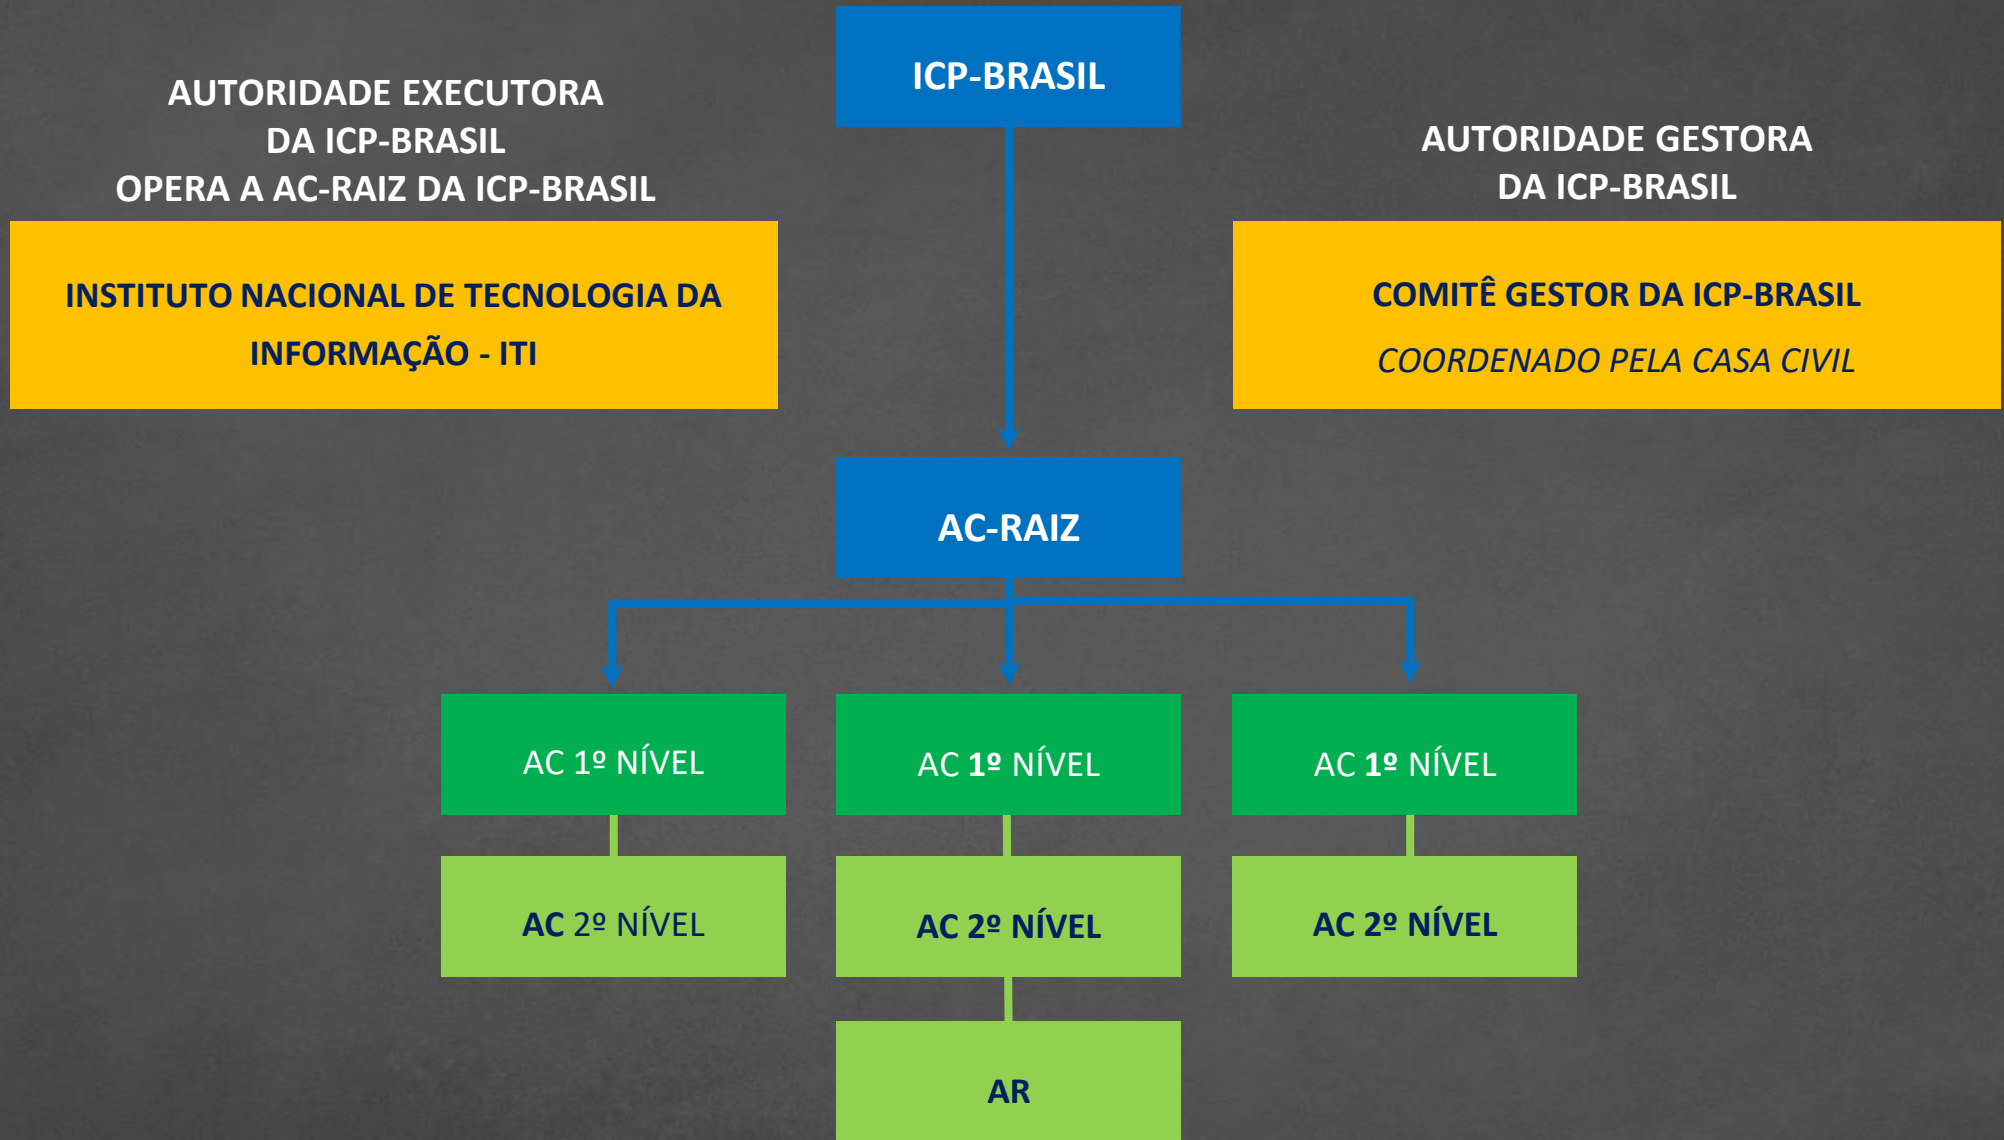 ICP-BRASIL
AUTORIDADE EXECUTORA
DA ICP-BRASIL
OPERA A AC-RAIZ DA ICP-BRASIL
INSTITUTO NACIONAL DE TECNOLOGIA DA
INFORMAÇÃO - ITI
AUTORIDADE GESTORA
DA ICP-BRASIL
COMITÊ GESTOR DA ICP-BRASIL
COORDENADO PELA CASA CIVIL
AC-RAIZ
AC 1º NÍVEL
AC 1º NÍVEL
AC 1º NÍVEL
AC 2º NÍVEL
AC 2º NÍVEL
AC 2º NÍVEL
AR